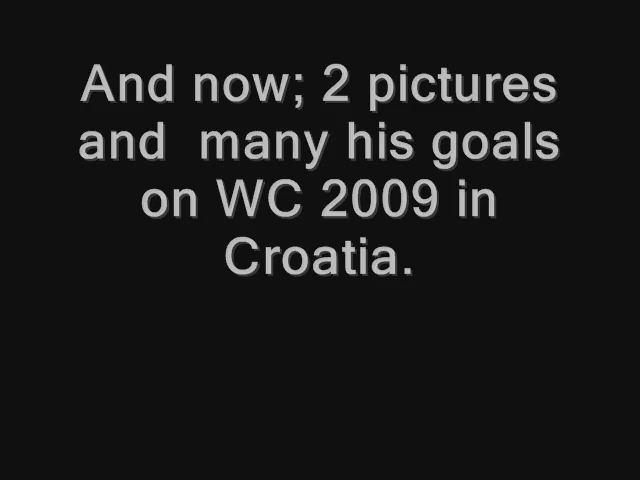 And now; 2 pictures
and  many his goals
on WC 2009 in
Croatia.